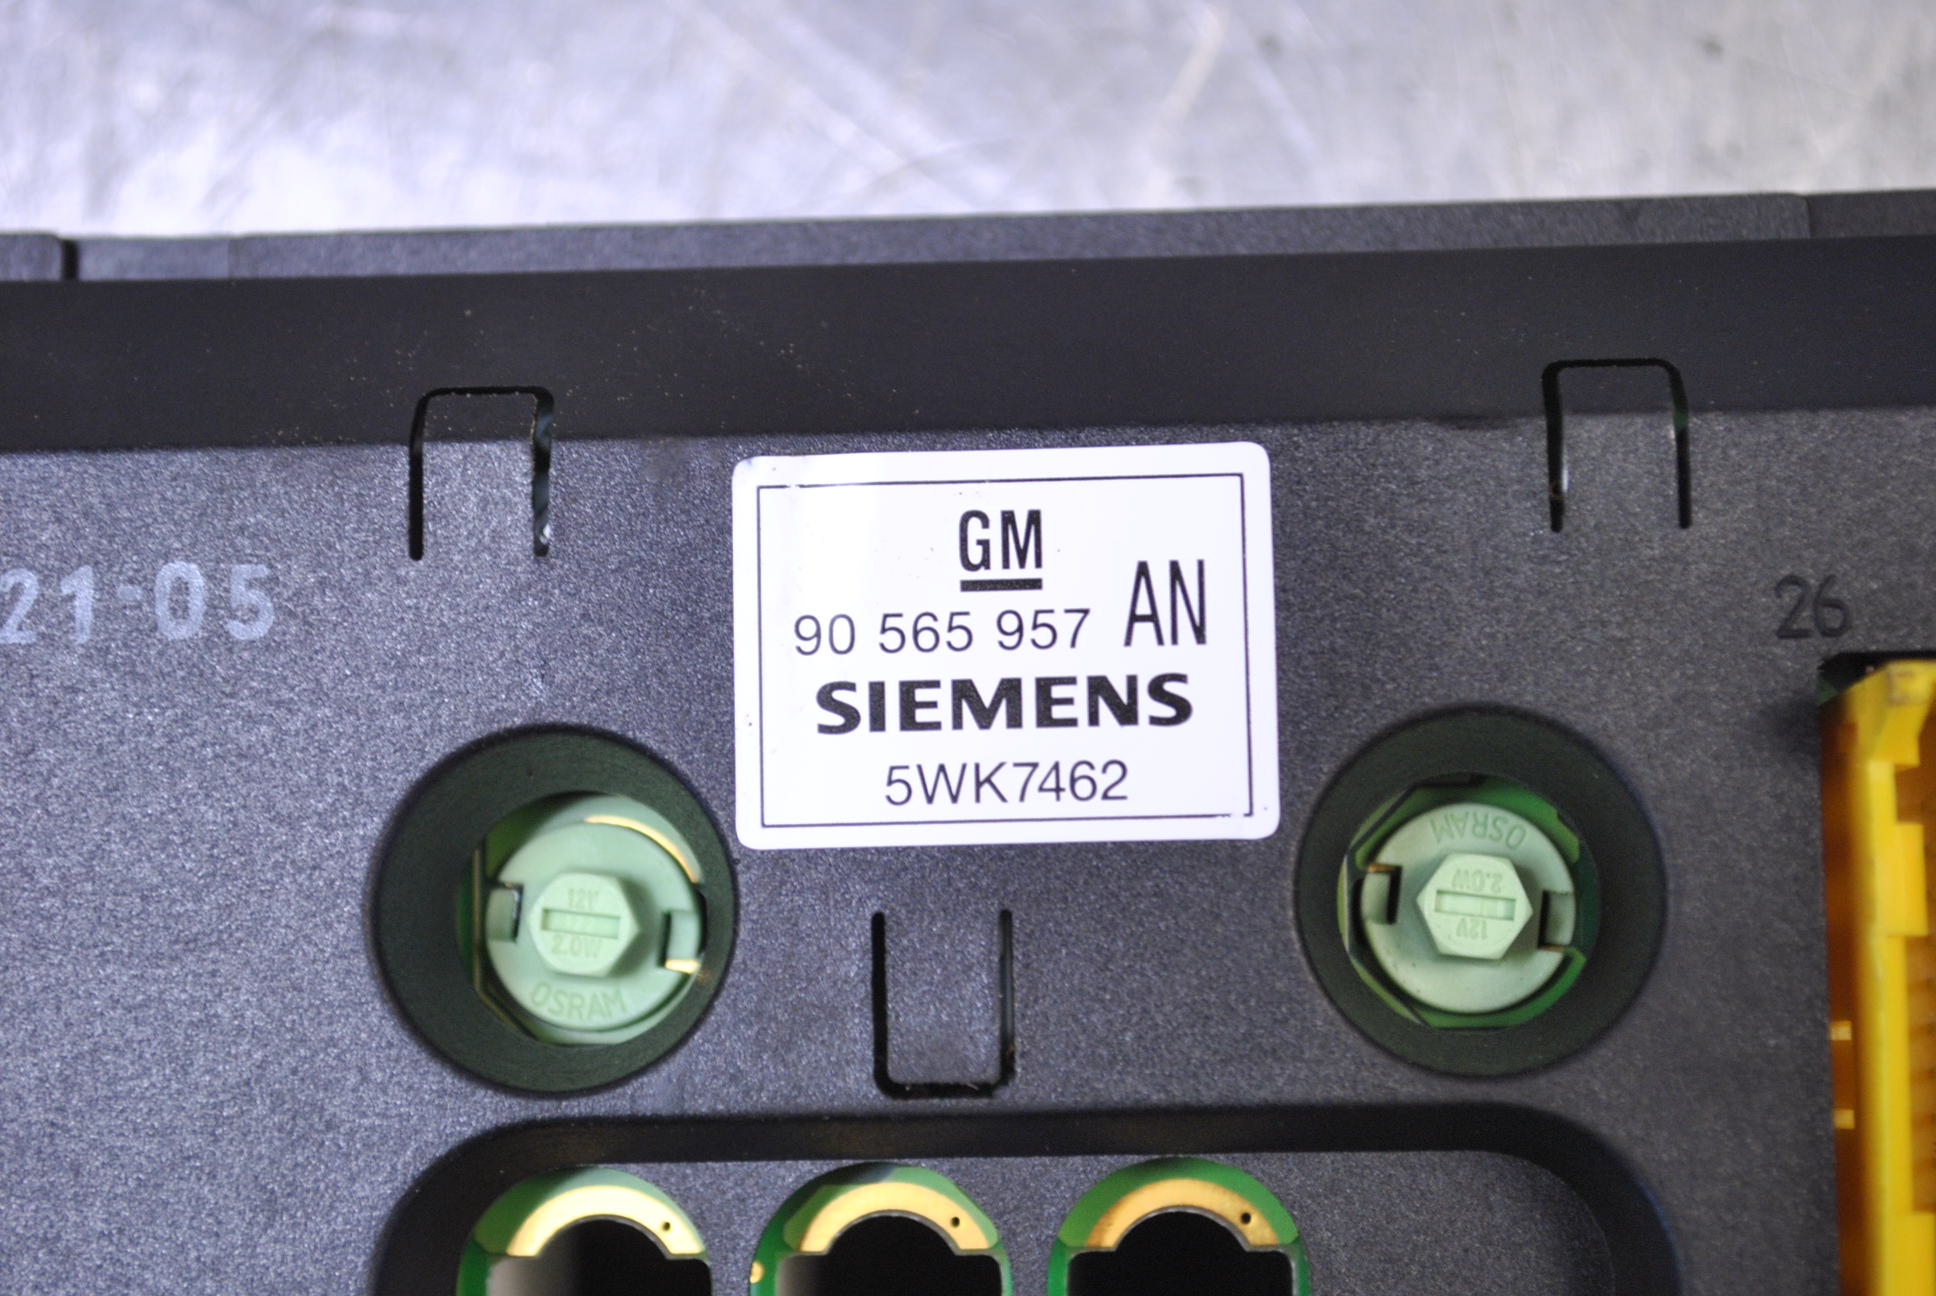 GM
90 565 957 AN
SIEMENS
5WK7462
21-05
26
12V
2.0W
OSRAM
OSRAM
2.0W
12V